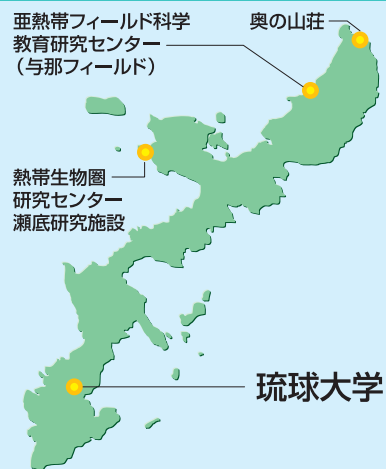 亜熱帯フィールド科学
教育研究センター
（与那フィールド）
奥の山荘
熱帯生物圏
研究センター
瀬底研究施設
琉球大学